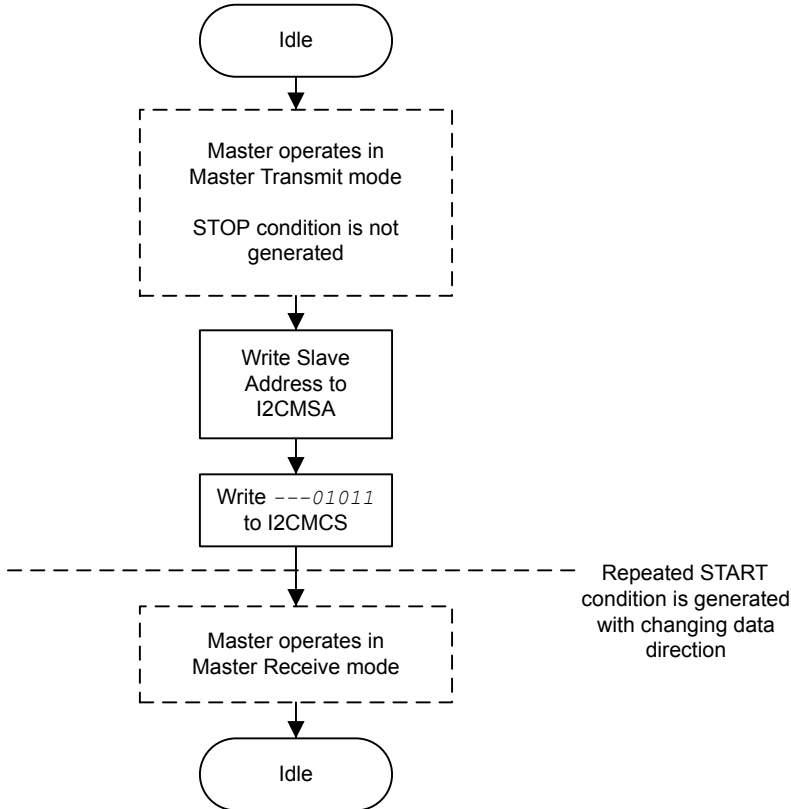 Idle
Master operates in
Master Transmit mode
STOP condition is not
generated
Write Slave
Address to
I2CMSA
Write ---01011
to I2CMCS
Repeated START
condition is generated
with changing data
direction
Master operates in
Master Receive mode
Idle